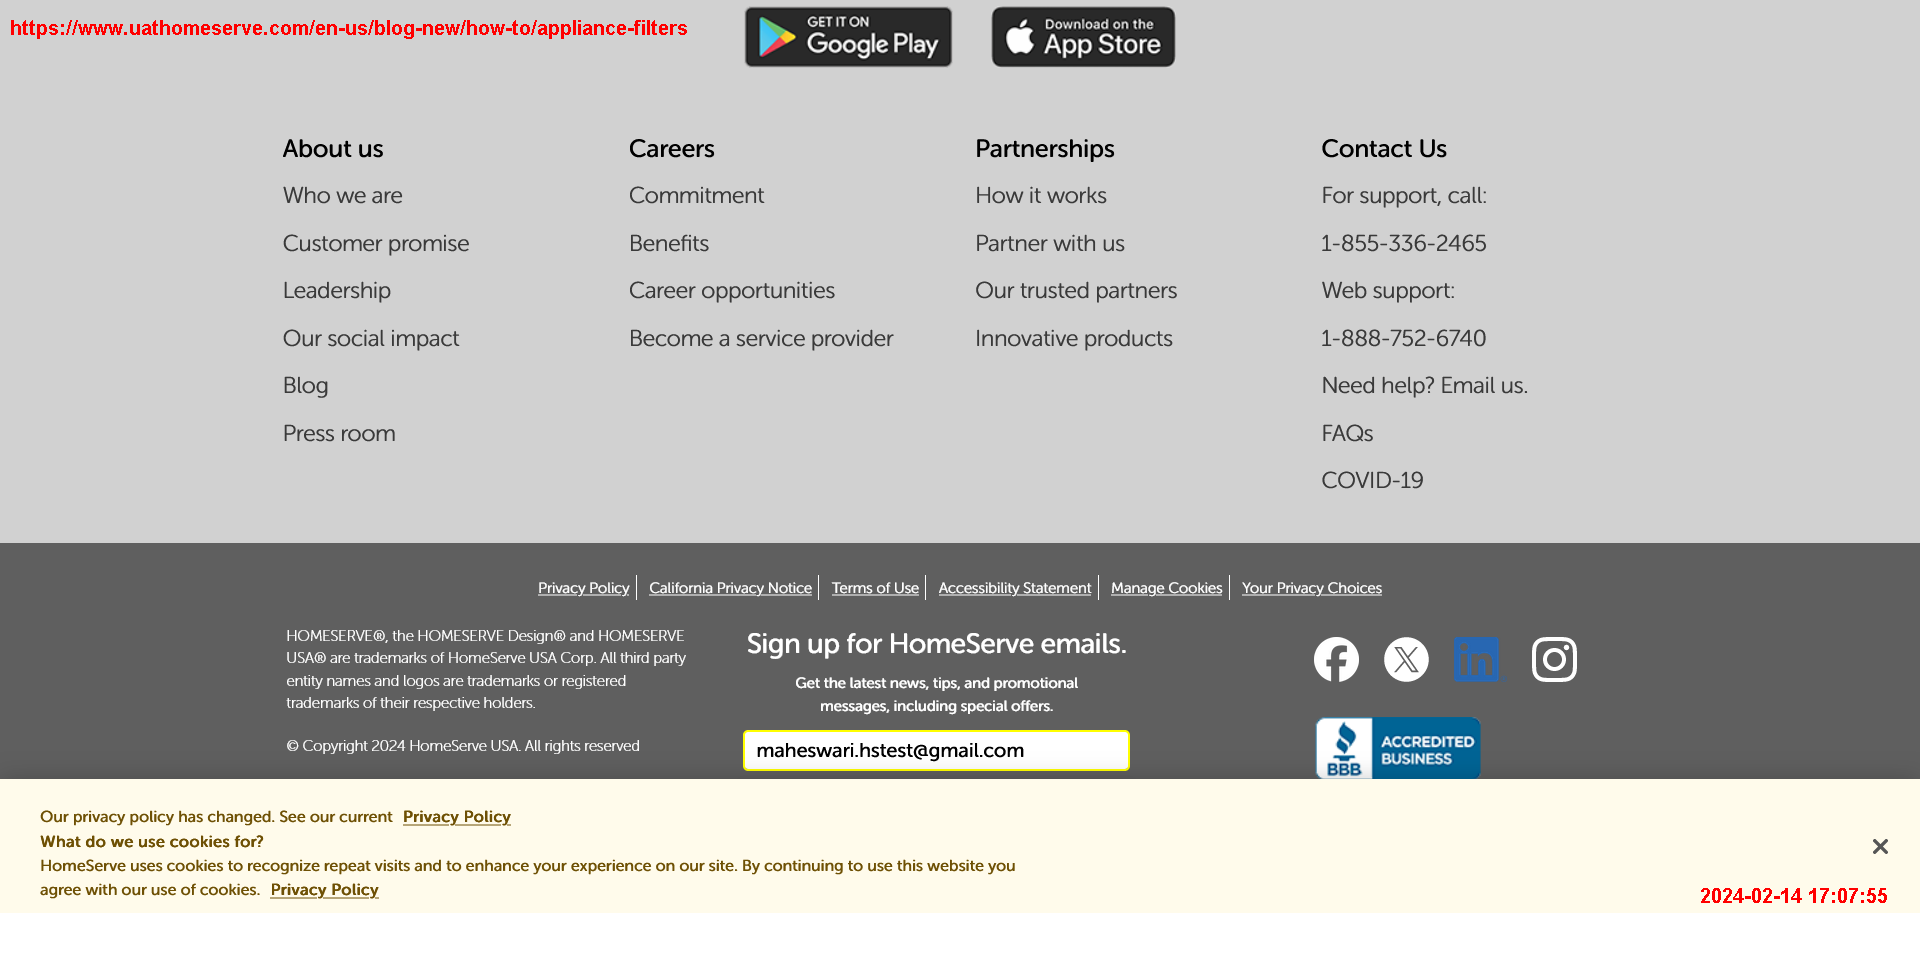 https://www.uathomeserve.com/en-us/blog-new/how-to/appliance-filters
GET IT ON
Google Play
Download on the
App Store
About us
Who we are
Customer promise
Leadership
Our social impact
Blog
Press room
Careers
Commitment
Benefits
Career opportunities
Become a service provider
Partnerships
How it works
Partner with us
Our trusted partners
Innovative products
Contact Us
For support, call:
1-855-336-2465
Web support:
1-888-752-6740
Need help? Email us.
FAQs
COVID-19
Privacy Policy
California Privacy Notice
Terms of Use
Accessibility Statement
Manage Cookies
Your Privacy Choices
HOMESERVE®, the HOMESERVE Design® and HOMESERVE
USA® are trademarks of HomeServe USA Corp. All third party
entity names and logos are trademarks or registered
trademarks of their respective holders.
© Copyright 2024 HomeServe USA. All rights reserved
Sign up for HomeServe emails.
Get the latest news, tips, and promotional
messages, including special offers.
maheswari.hstest@gmail.com
in
BBB
ACCREDITED
BUSINESS
Our privacy policy has changed. See our current Privacy Policy
What do we use cookies for?
HomeServe uses cookies to recognize repeat visits and to enhance your experience on our site. By continuing to use this website you
agree with our use of cookies. Privacy Policy
2024-02-14 17:07:55